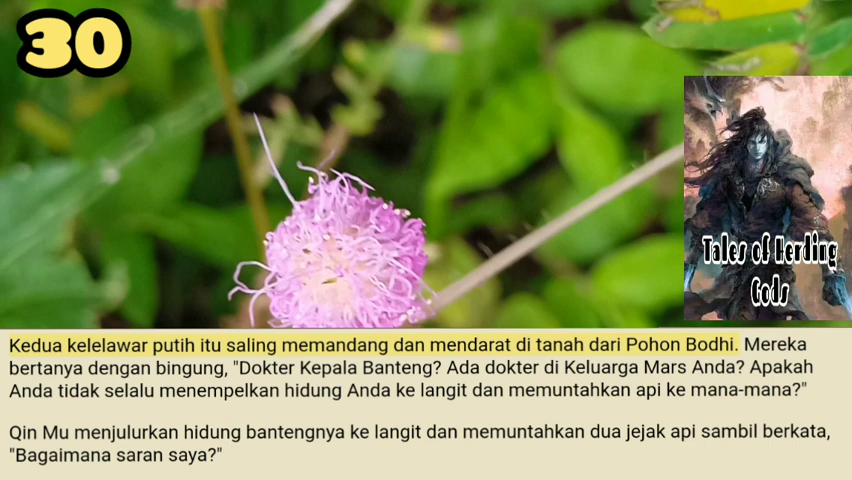 30
Tales of Herding
Gods
Kedua kelelawar putih itu saling memandang dan mendarat di tanah dari Pohon Bodhi. Mereka
bertanya dengan bingung, "Dokter Kepala Banteng? Ada dokter di Keluarga Mars Anda? Apakah
Anda tidak selalu menempelkan hidung Anda ke langit dan memuntahkan api ke mana-mana?"
Qin Mu menjulurkan hidung bantengnya ke langit dan memuntahkan dua jejak api sambil berkata,
"Bagaimana saran saya?"